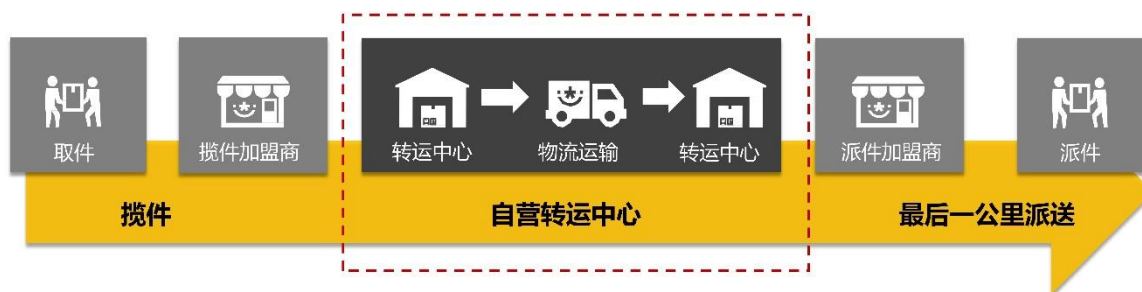 取件
揽件加盟商
转运中心
物流运输
转运中心
派件加盟商
派件
揽件
自营转运中心
最后一公里派送